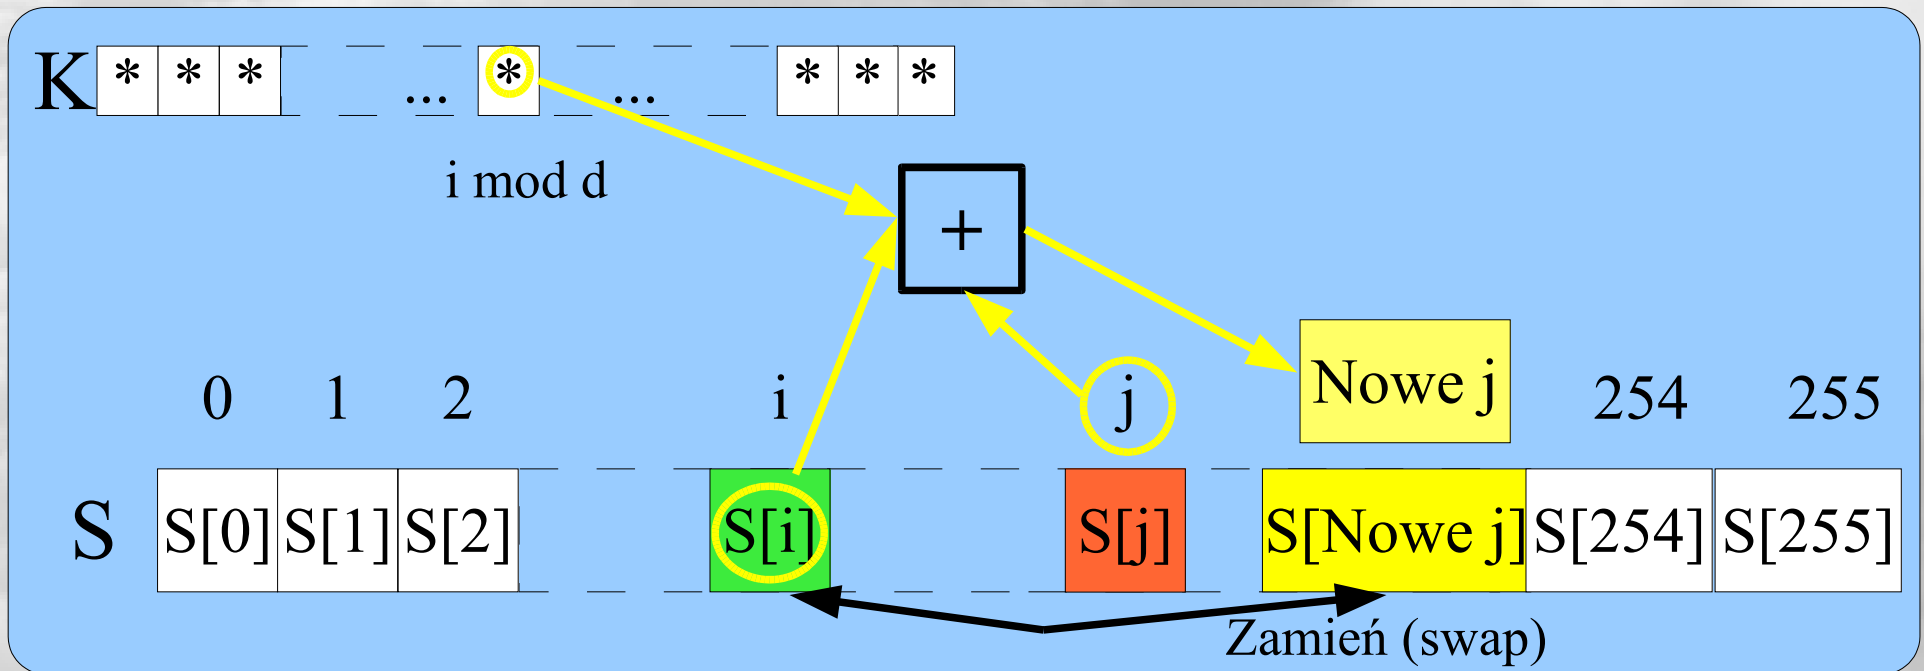 K * * * ... * ... * * *
i mod d
+
Nowe j
0 1 2 i j 254 255
S S[0] S[1] S[2] S[i] S[j] S[Nowe j] S[254] S[255]
Zamień (swap)